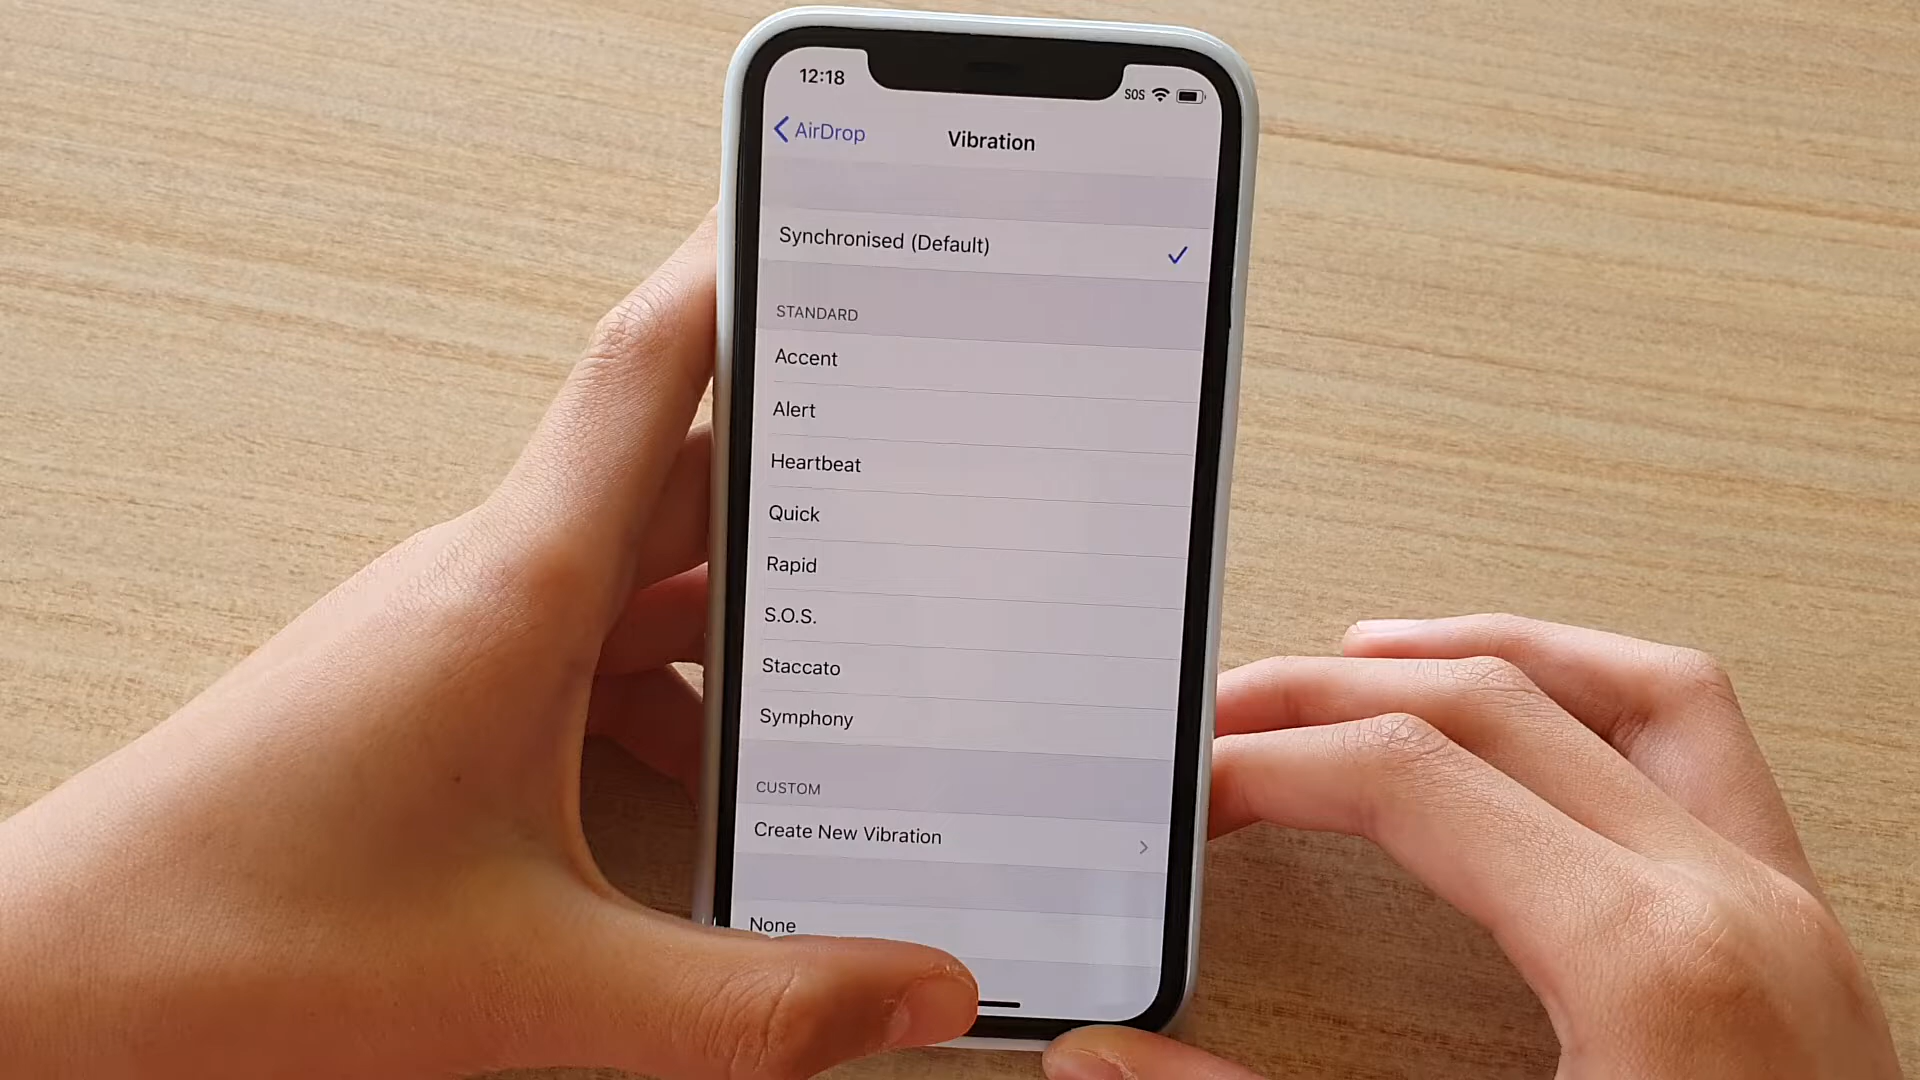 12:18
SOS
AirDrop
Vibration
Synchronised (Default)
STANDARD
Accent
Alert
Heartbeat
Quick
Rapid
S.O.S.
Staccato
Symphony
CUSTOM
Create New Vibration
None